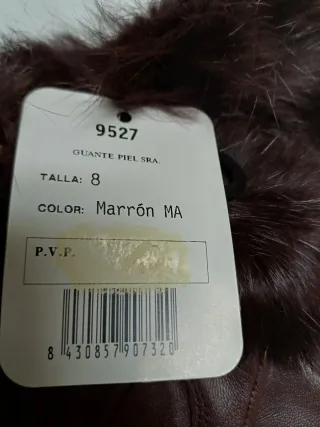 9527
GUANTE PIEL SRA.
TALLA: 8
COLOR: Marrón MA
P.V.P.
8 430857 907320